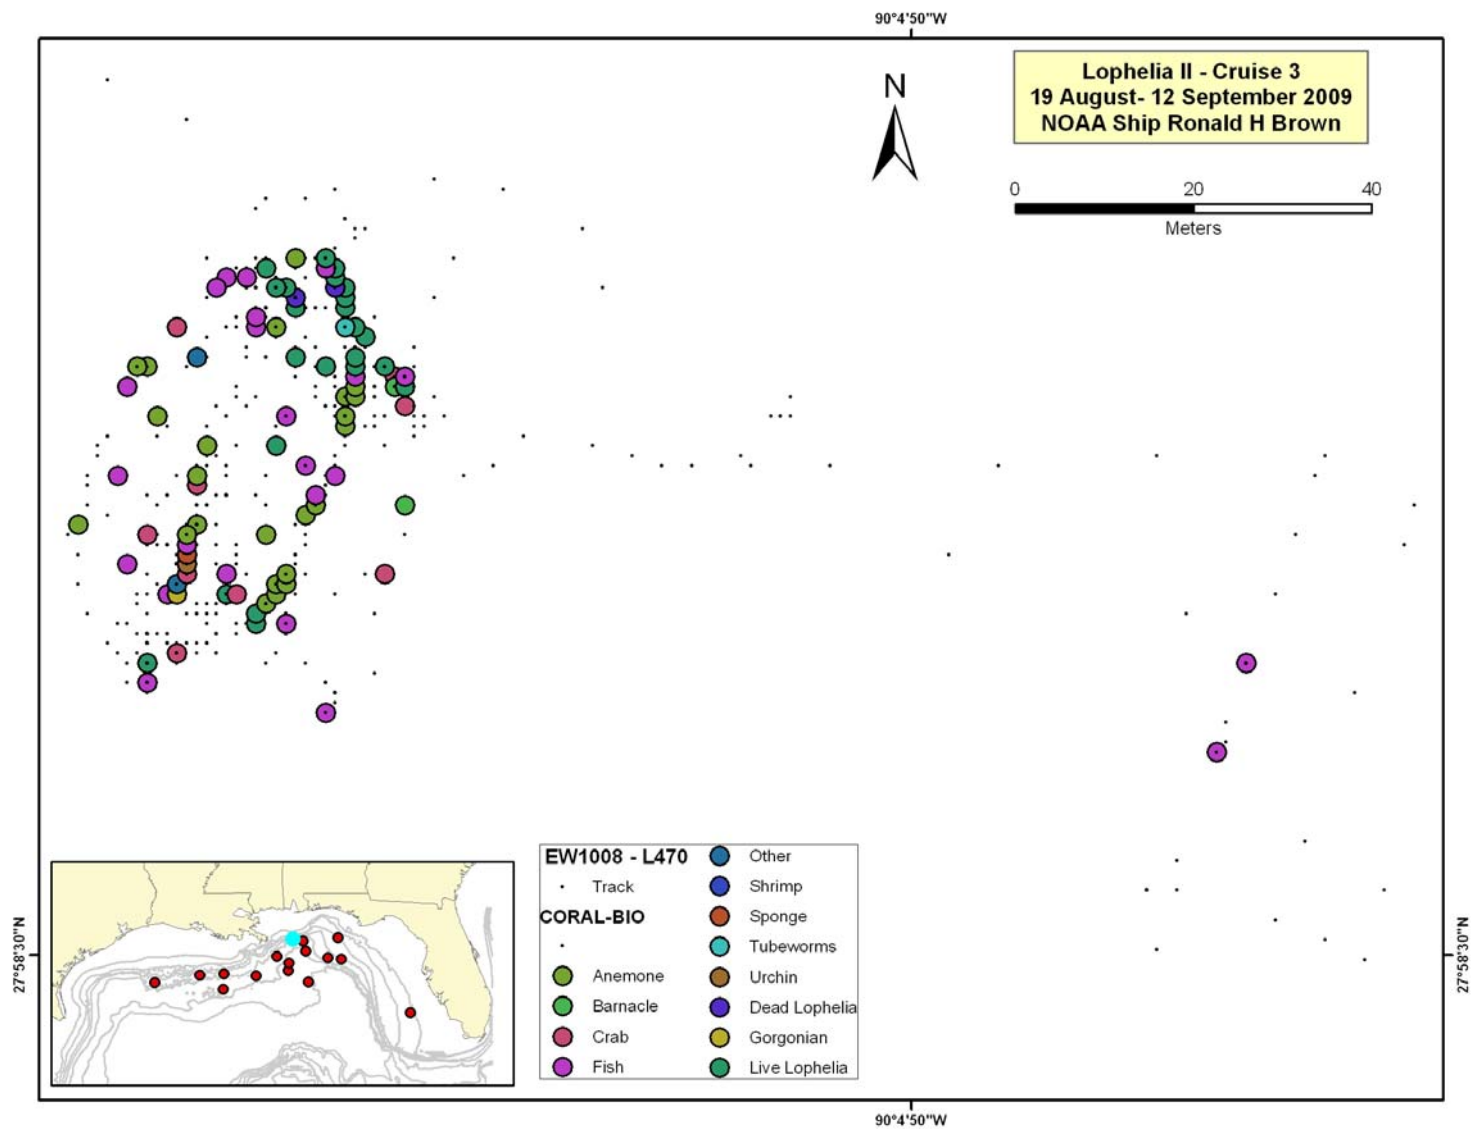 90°4'50"W
Lophelia II - Cruise 3
19 August- 12 September 2009
NOAA Ship Ronald H Brown
N
0 20 40
Meters
27°58'30"N
27°58'30"N
EW1008 - L470
Track
CORAL-BIO
Anemone
Barnacle
Crab
Fish
Other
Shrimp
Sponge
Tubeworms
Urchin
Dead Lophelia
Gorgonian
Live Lophelia
90°4'50"W